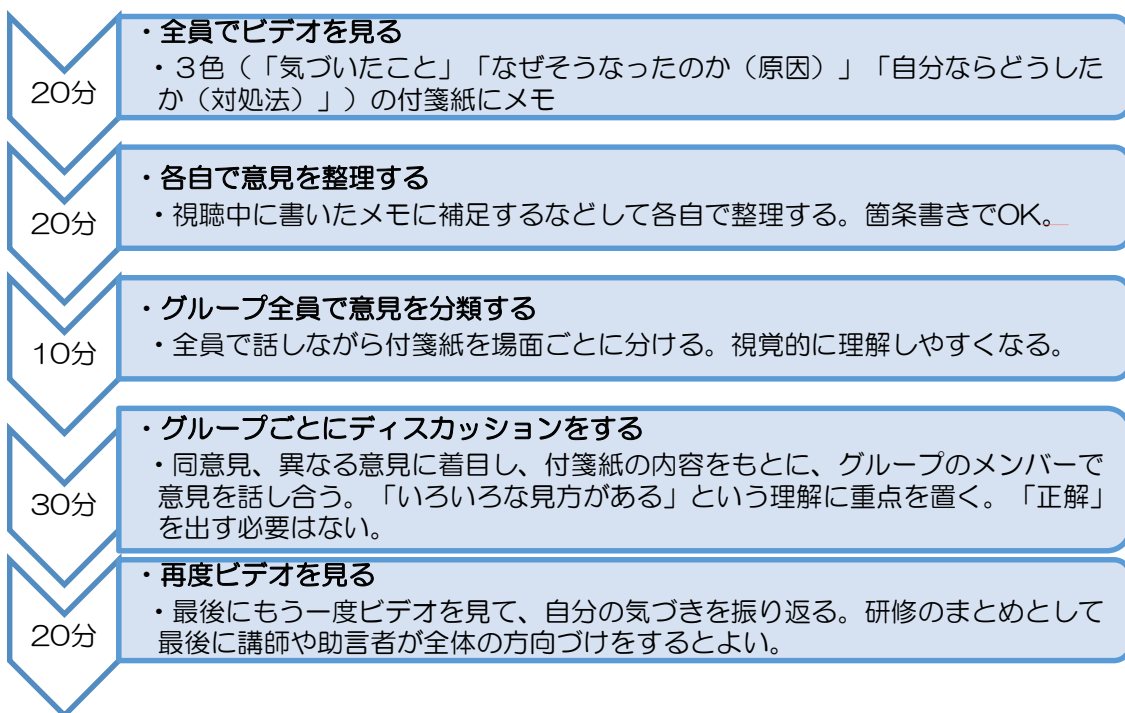 ・全員でビデオを見る
20分
・３色（「気づいたこと」「なぜそうなったのか（原因）」「自分ならどうした
か（対処法）」）の付箋紙にメモ
・各自で意見を整理する
20分
・視聴中に書いたメモに補足するなどして各自で整理する。箇条書きでOK。
・グループ全員で意見を分類する
10分
・全員で話しながら付箋紙を場面ごとに分ける。視覚的に理解しやすくなる。
・グループごとにディスカッションをする
30分
・同意見、異なる意見に着目し、付箋紙の内容をもとに、グループのメンバーで
意見を話し合う。「いろいろな見方がある」という理解に重点を置く。「正解」
を出す必要はない。
・再度ビデオを見る
20分
・最後にもう一度ビデオを見て、自分の気づきを振り返る。研修のまとめとして
最後に講師や助言者が全体の方向づけをするとよい。